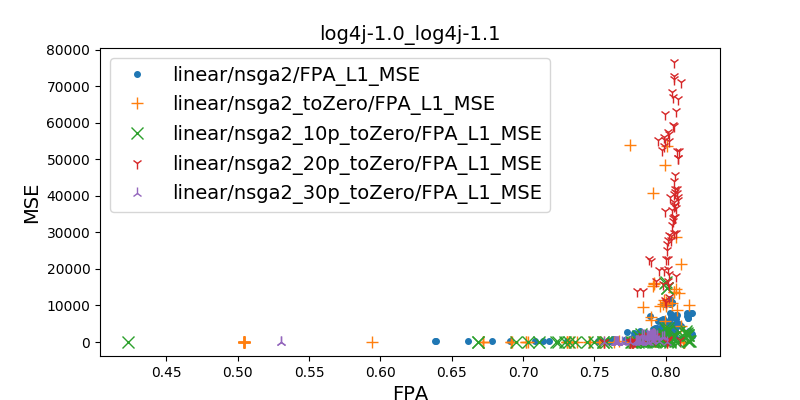 log4j-1.0_log4j-1.1
80000
70000
60000
50000
40000
30000
20000
10000
0
MSE
linear/nsga2/FPA_L1_MSE
linear/nsga2_toZero/FPA_L1_MSE
linear/nsga2_10p_toZero/FPA_L1_MSE
linear/nsga2_20p_toZero/FPA_L1_MSE
linear/nsga2_30p_toZero/FPA_L1_MSE
0.45 0.50 0.55 0.60 0.65 0.70 0.75 0.80
FPA